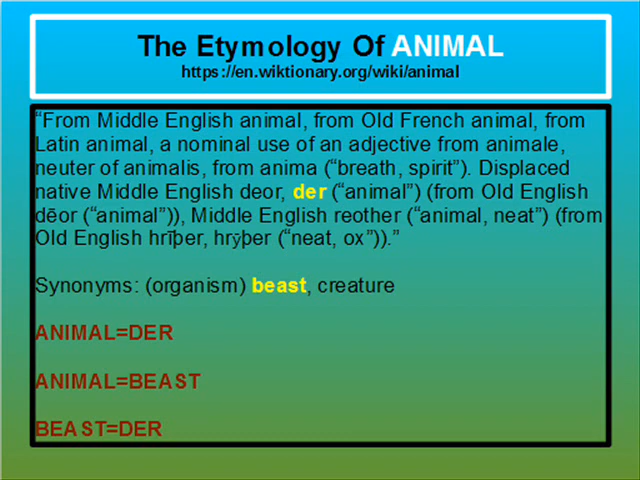 The Etymology Of ANIMAL
https://en.wiktionary.org/wiki/animal
“From Middle English animal, from Old French animal, from
Latin animal, a nominal use of an adjective from animale,
neuter of animalis, from anima (“breath, spirit”). Displaced
native Middle English deor, der (“animal”) (from Old English
dēor (“animal”)), Middle English reother (“animal, neat”) (from
Old English hrīþer, hrȳþer (“neat, ox”)).”
Synonyms: (organism) beast, creature
ANIMAL=DER
ANIMAL=BEAST
BEAST=DER